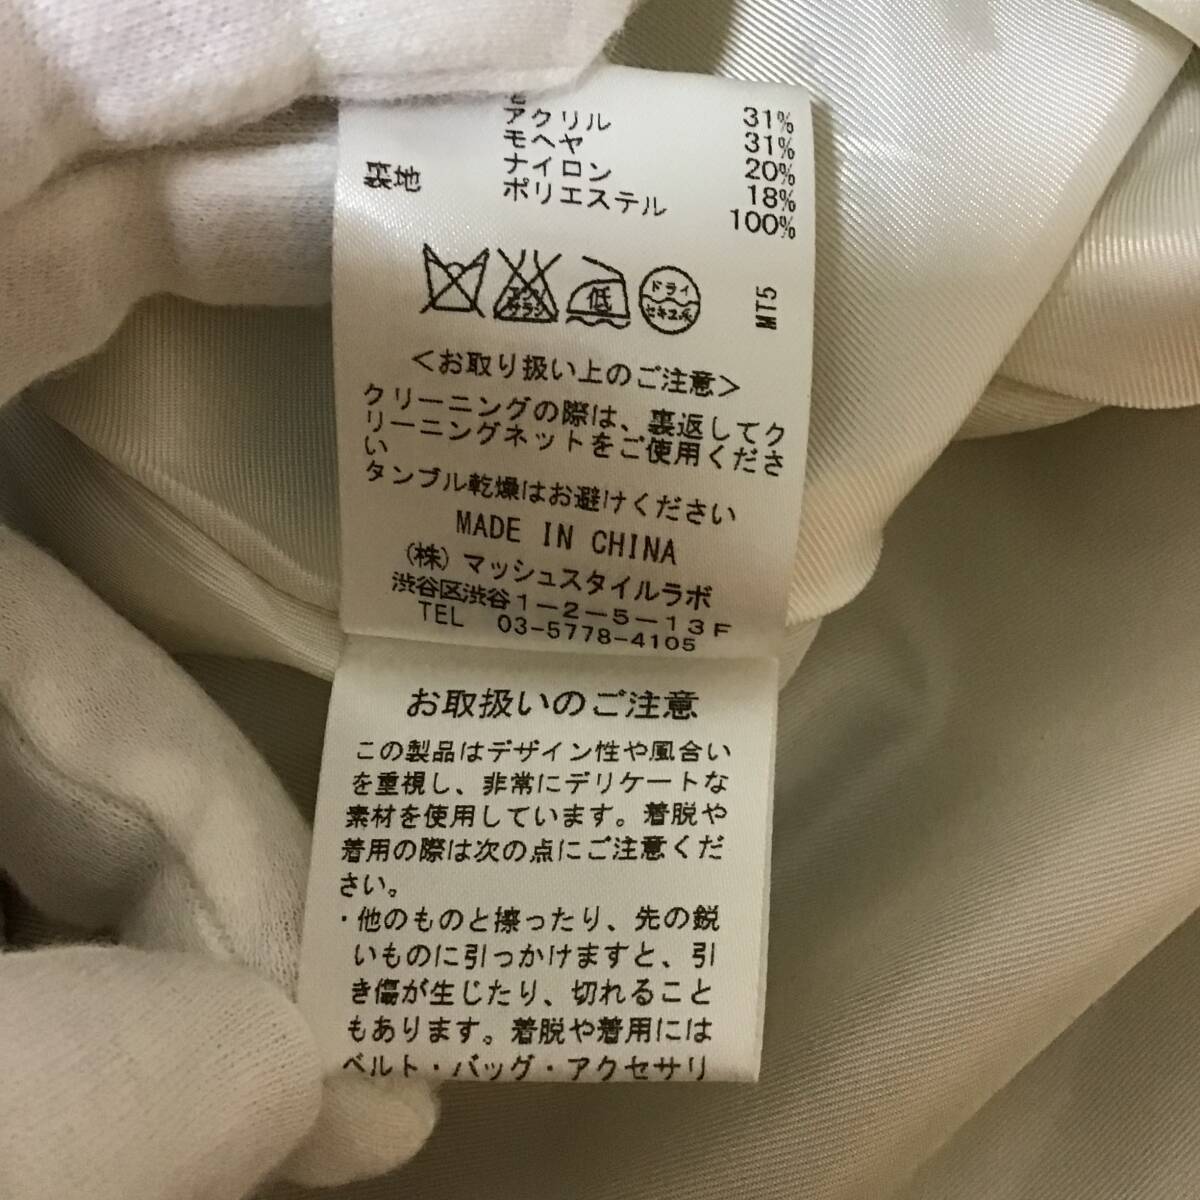 31%
アクリル 31%
モヘヤ 20%
ナイロン 18%
裏地 ポリエステル 100%
エンソ
サラシ
低
ドライ
セキユ系
MT5
<お取り扱い上のご注意>
クリーニングの際は、裏返してク
リーニングネットをご使用くださ
い
タンブル乾燥はお避けください
MADE IN CHINA
(株)マッシュスタイルラボ
渋谷区渋谷1-2-5-13F
TEL 03-5778-4105
お取扱いのご注意
この製品はデザイン性や風合い
を重視し、非常にデリケートな
素材を使用しています。着脱や
着用の際は次の点にご注意くだ
さい。
・他のものと擦ったり、先の鋭
いものに引っかけますと、引
き傷が生じたり、切れること
もあります。着脱や着用には
ベルト・バッグ・アクセサリ